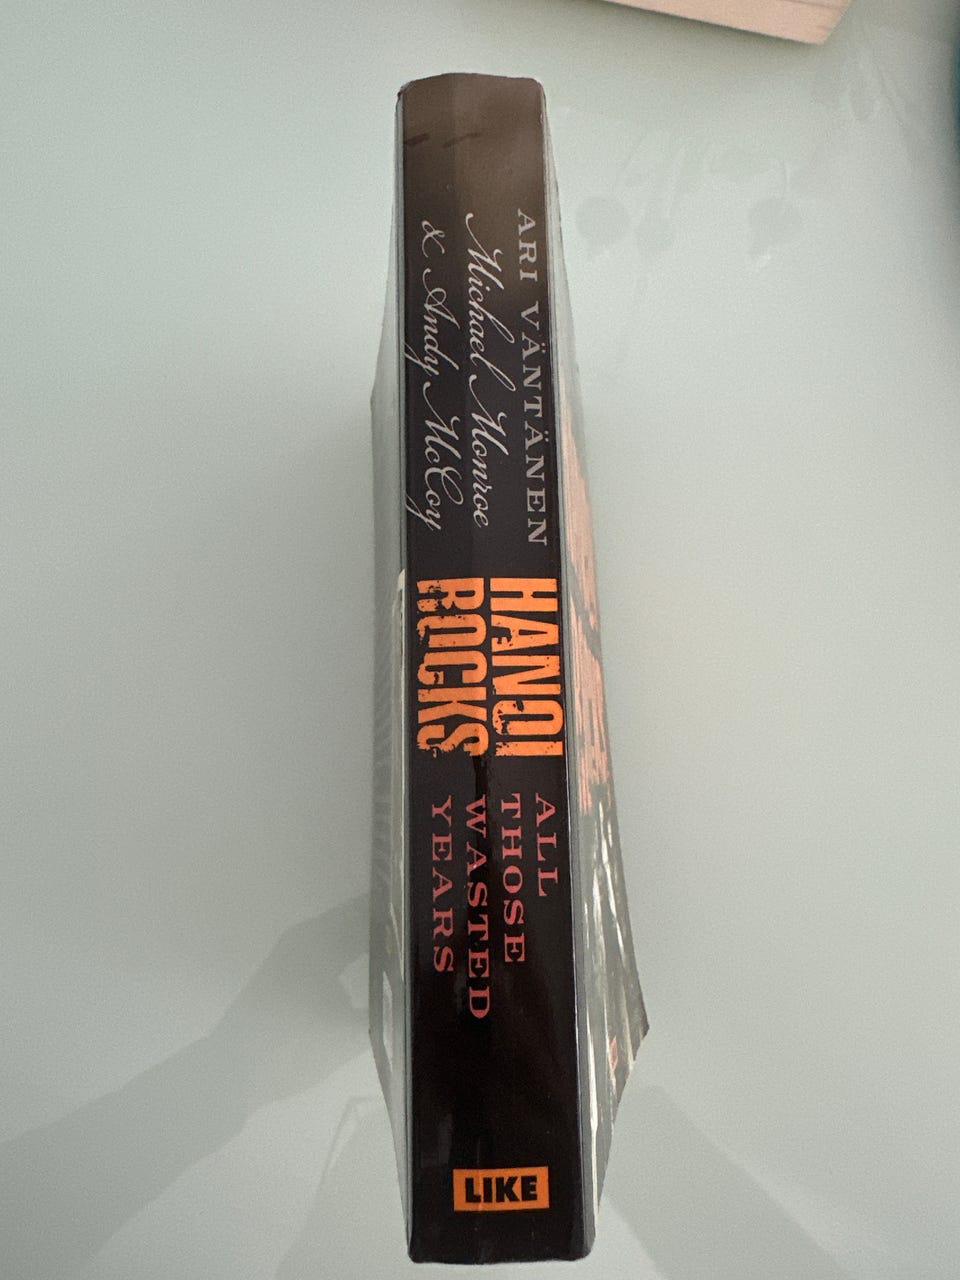 ARI VÄNTÄNEN
Michael Monroe
& Andy McCoy
HANOI
ROCKS
ALL
THOSE
WASTED
YEARS
LIKE